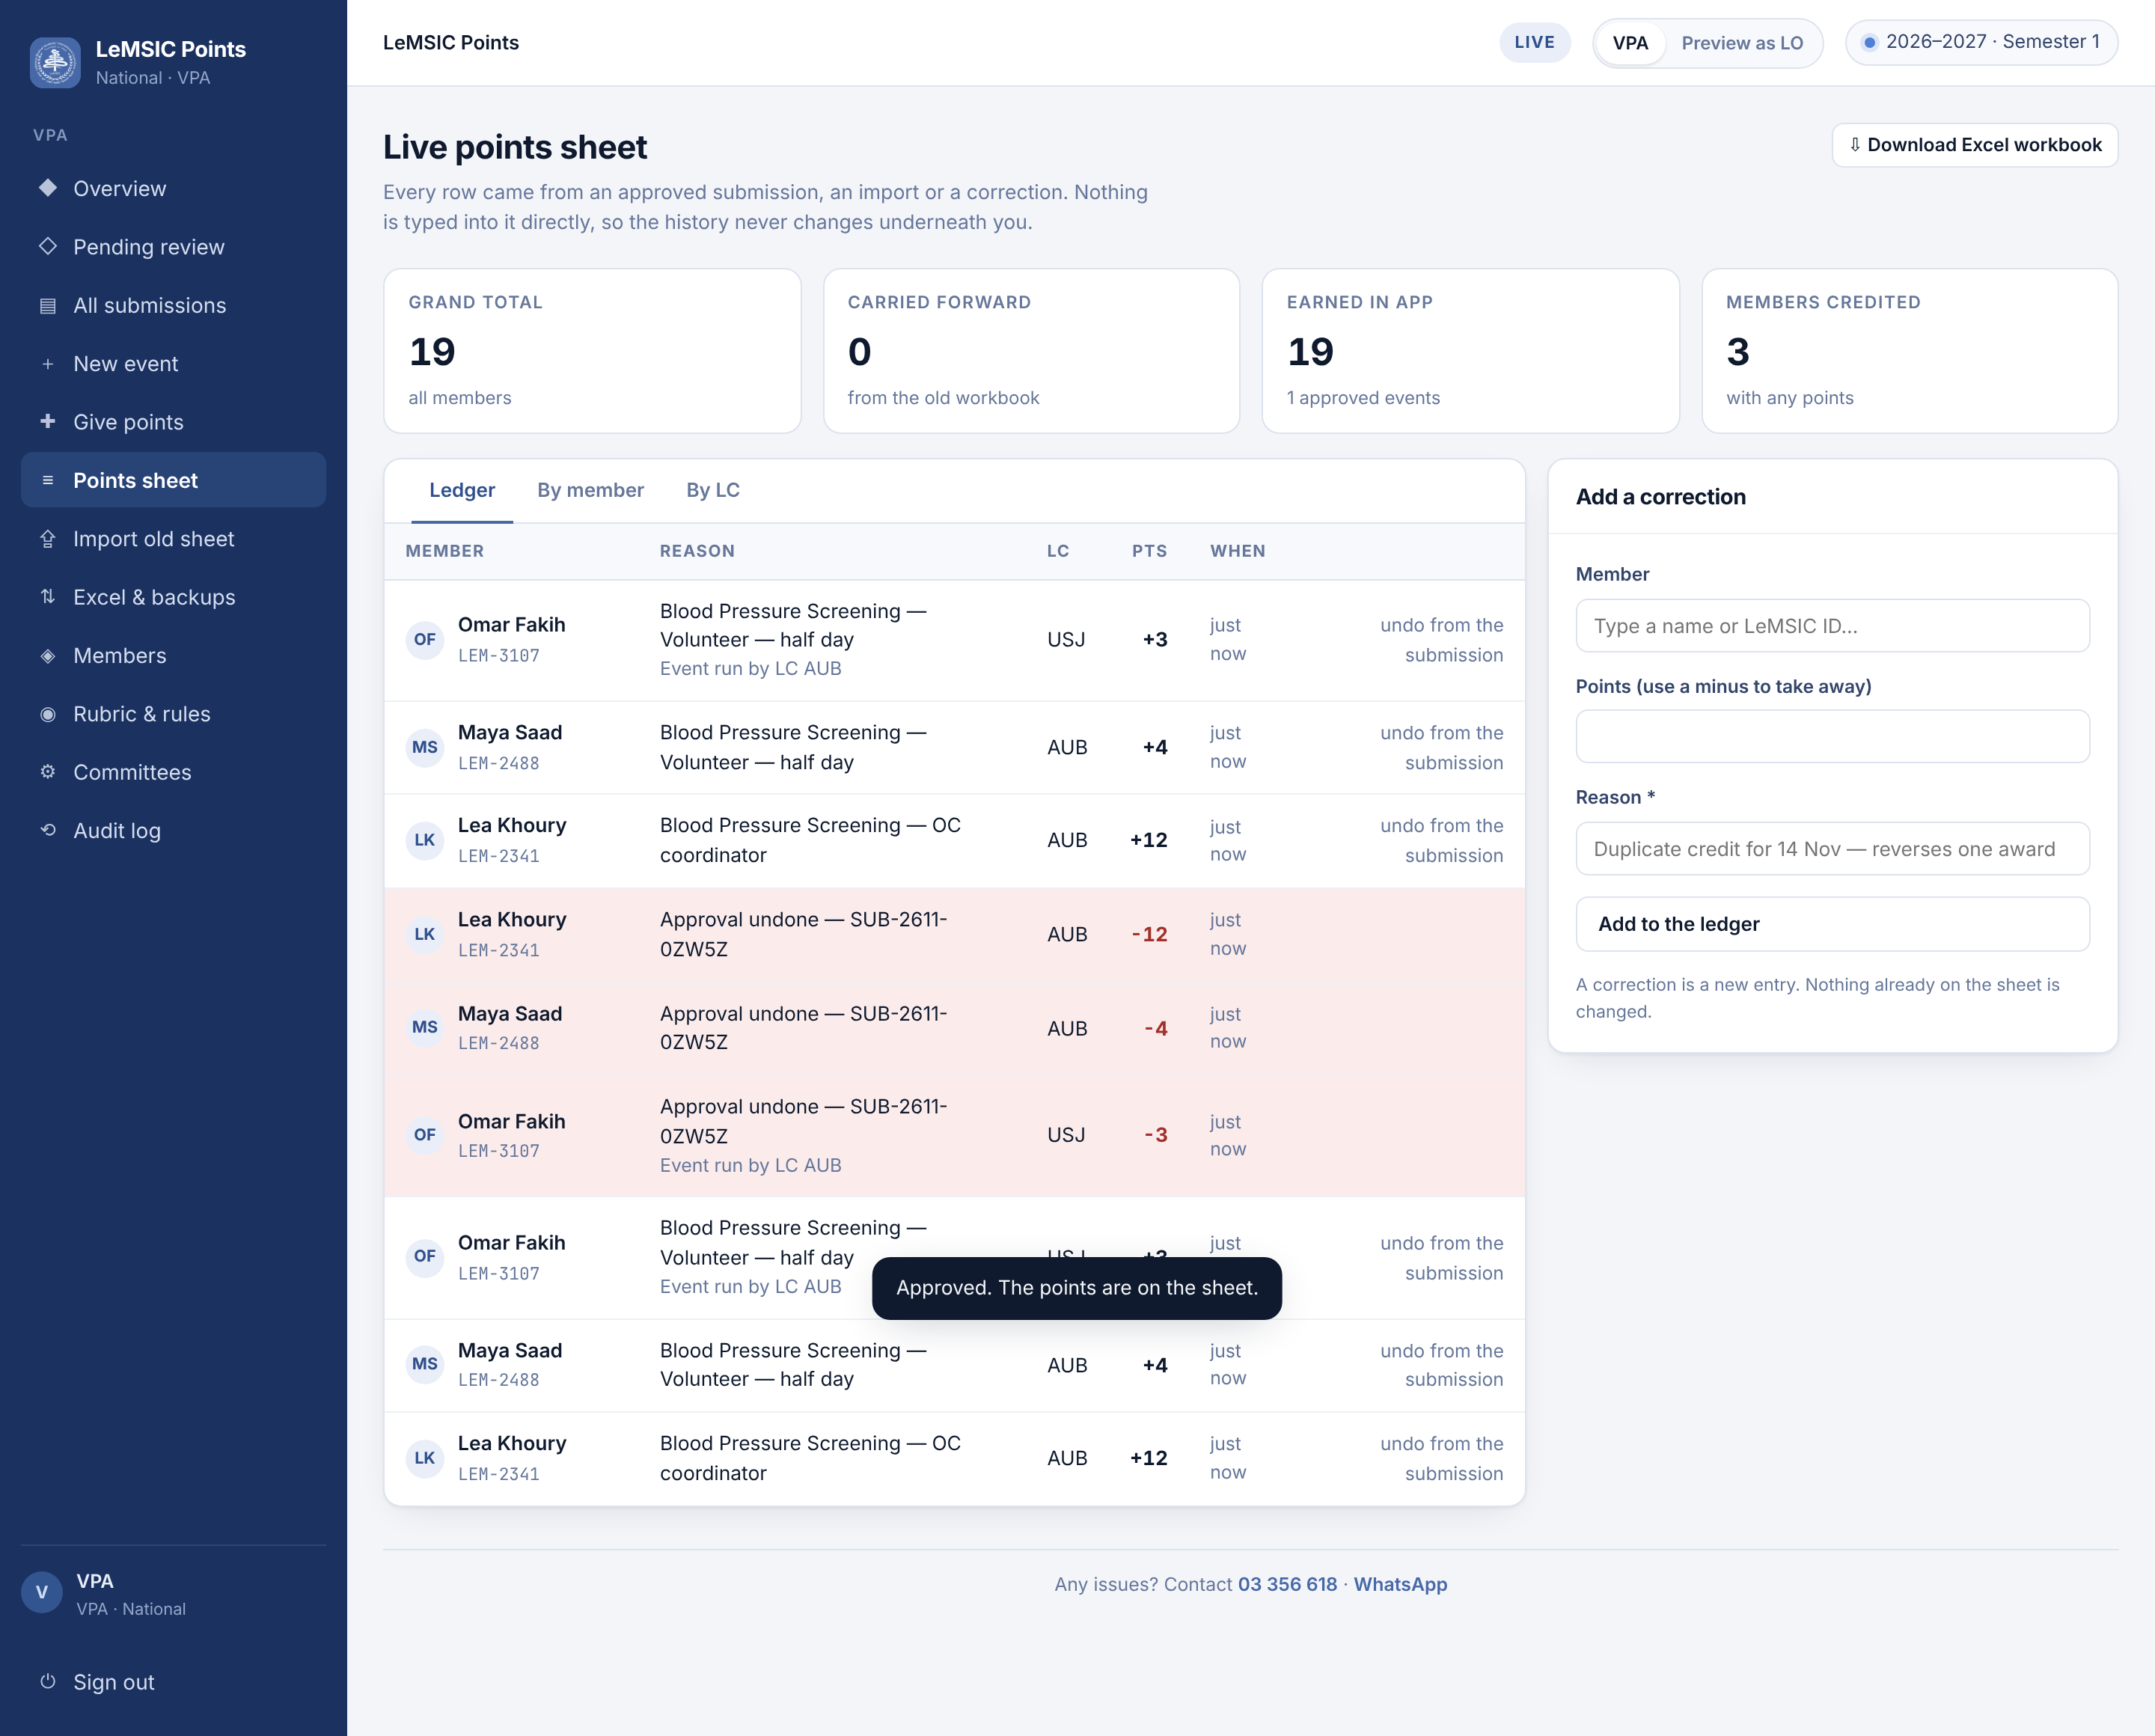 LeMSIC Points
National · VPA
VPA
Overview
Pending review
All submissions
New event
Give points
Points sheet
Import old sheet
Excel & backups
Members
Rubric & rules
Committees
Audit log
V
VPA
VPA · National
Sign out
LeMSIC Points
LIVE
VPA
Preview as LO
2026–2027 · Semester 1
Live points sheet
Download Excel workbook
Every row came from an approved submission, an import or a correction. Nothing
is typed into it directly, so the history never changes underneath you.
GRAND TOTAL
19
all members
CARRIED FORWARD
0
from the old workbook
EARNED IN APP
19
1 approved events
MEMBERS CREDITED
3
with any points
Ledger By member By LC
MEMBER REASON LC PTS WHEN
OF
Omar Fakih
LEM-3107
Blood Pressure Screening —
Volunteer — half day
Event run by LC AUB
USJ
+3
just
now
undo from the
submission
MS
Maya Saad
LEM-2488
Blood Pressure Screening —
Volunteer — half day
AUB
+4
just
now
undo from the
submission
LK
Lea Khoury
LEM-2341
Blood Pressure Screening — OC
coordinator
AUB
+12
just
now
undo from the
submission
LK
Lea Khoury
LEM-2341
Approval undone — SUB-2611-
0ZW5Z
AUB
-12
just
now
MS
Maya Saad
LEM-2488
Approval undone — SUB-2611-
0ZW5Z
AUB
-4
just
now
OF
Omar Fakih
LEM-3107
Approval undone — SUB-2611-
0ZW5Z
Event run by LC AUB
USJ
-3
just
now
OF
Omar Fakih
LEM-3107
Blood Pressure Screening —
Volunteer — half day
Event run by LC AUB
USJ
+3
just
undo from the
submission
Approved. The points are on the sheet.
MS
Maya Saad
LEM-2488
Blood Pressure Screening —
Volunteer — half day
AUB
+4
just
now
undo from the
submission
LK
Lea Khoury
LEM-2341
Blood Pressure Screening — OC
coordinator
AUB
+12
just
now
undo from the
submission
Add a correction
Member
Type a name or LeMSIC ID...
Points (use a minus to take away)
Reason *
Duplicate credit for 14 Nov — reverses one award
Add to the ledger
A correction is a new entry. Nothing already on the sheet is
changed.
Any issues? Contact 03 356 618 · WhatsApp